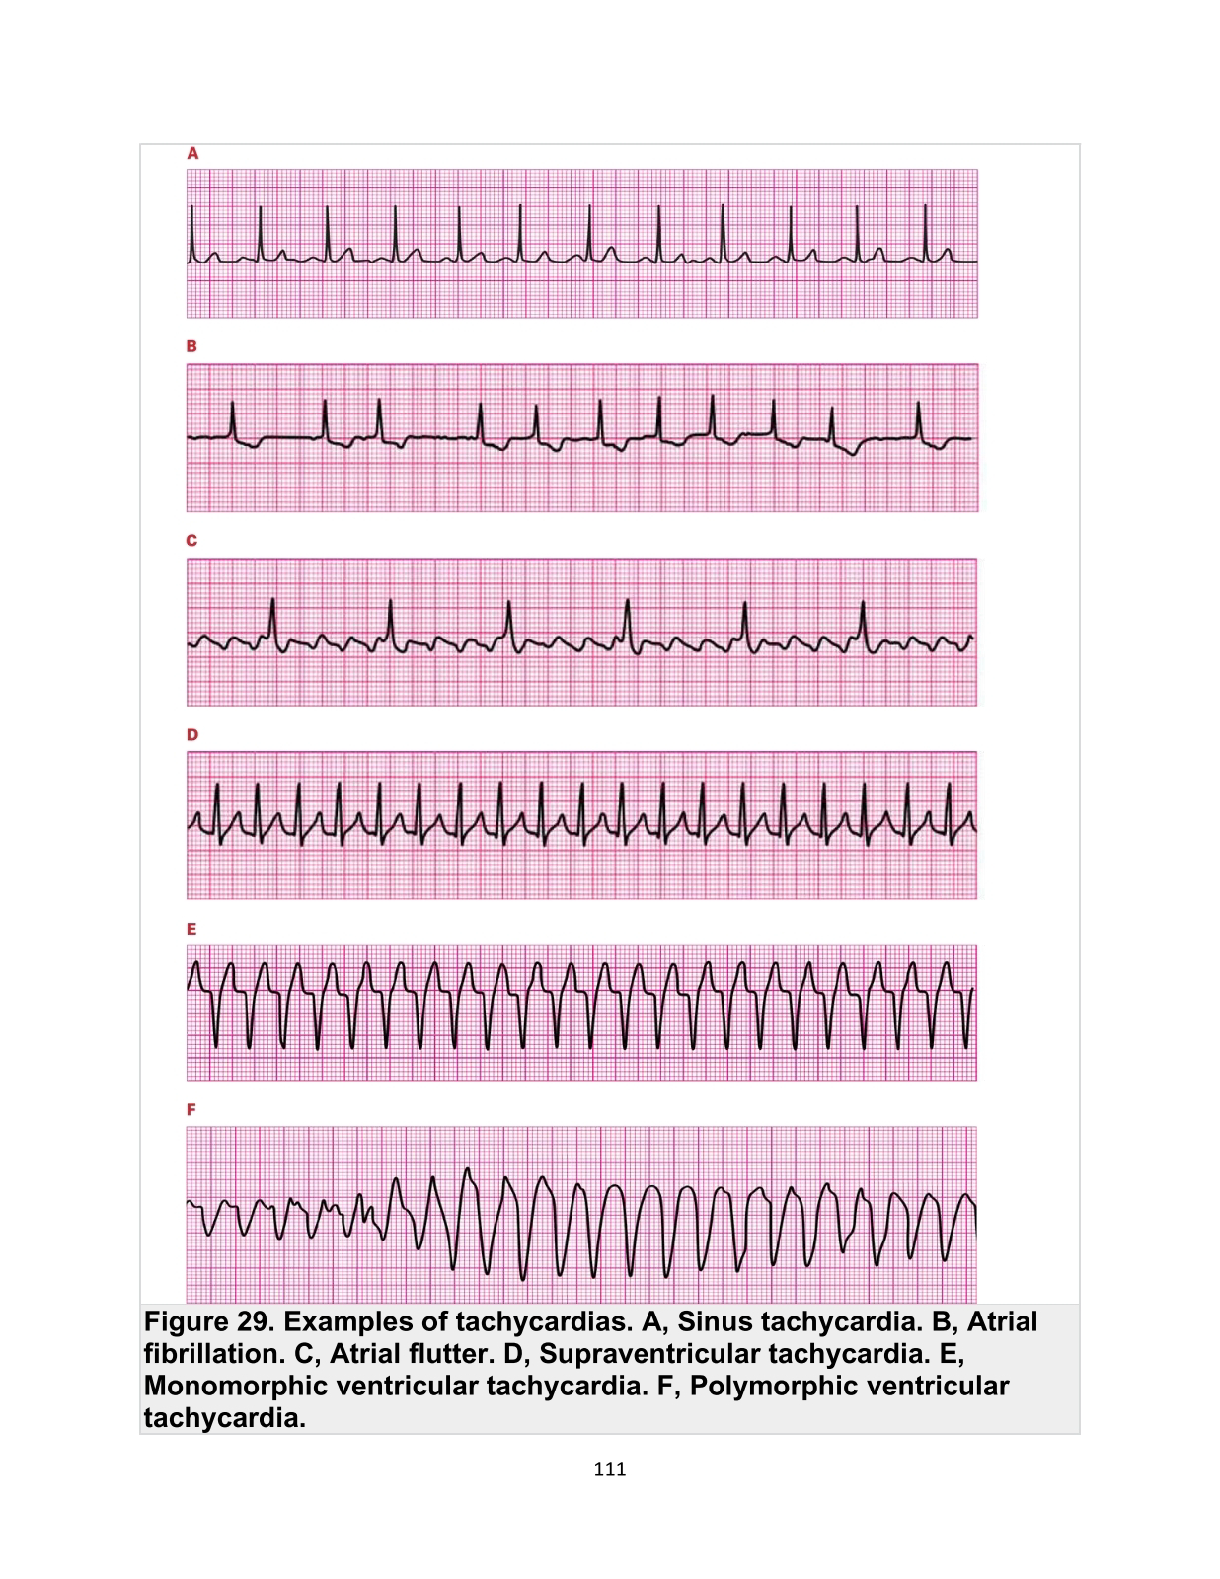 A
B
C
D
E
F
Figure 29. Examples of tachycardias. A, Sinus tachycardia. B, Atrial
fibrillation. C, Atrial flutter. D, Supraventricular tachycardia. E,
Monomorphic ventricular tachycardia. F, Polymorphic ventricular
tachycardia.
111